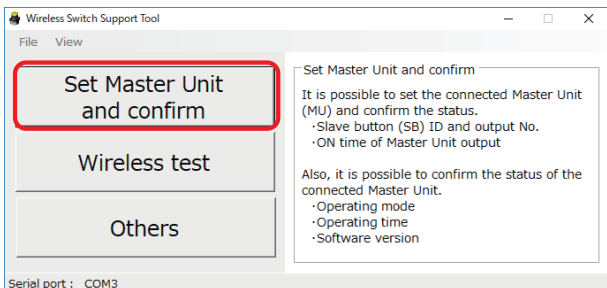 Wireless Switch Support Tool
File View
Set Master Unit
and confirm
Wireless test
Others
Set Master Unit and confirm
It is possible to set the connected Master Unit
(MU) and confirm the status.
・Slave button (SB) ID and output No.
・ON time of Master Unit output
Also, it is possible to confirm the status of the
connected Master Unit.
・Operating mode
・Operating time
・Software version
Serial port : COM3